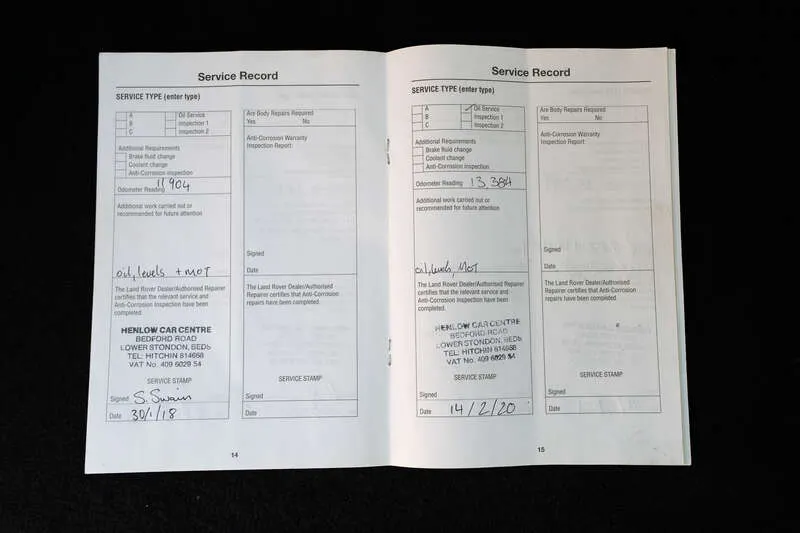 Service Record
SERVICE TYPE (enter type)
A Oil Service
B Inspection 1
C Inspection 2
Additional Requirements
Brake fluid change
Coolant change
Anti-Corrosion inspection
Odometer Reading 11904
Additional work carried out or
recommended for future attention
oil, levels + MOT
The Land Rover Dealer/Authorised Repairer
certifies that the relevant service and
Anti-Corrosion Inspection have been
completed.
HENLOW CAR CENTRE
BEDFORD ROAD
LOWER STONDON, BEDS
TEL: HITCHIN 814668
VAT No. 409 6029 54
SERVICE STAMP
Signed S. Swain
Date 30/1/18
Are Body Repairs Required
Yes No
Anti-Corrosion Warranty
Inspection Report:
Signed
Date
The Land Rover Dealer/Authorised
Repairer certifies that Anti-Corrosion
repairs have been completed.
SERVICE STAMP
Signed
Date
14
Service Record
SERVICE TYPE (enter type)
A Oil Service
B Inspection 1
C Inspection 2
Additional Requirements
Brake fluid change
Coolant change
Anti-Corrosion inspection
Odometer Reading 13384
Additional work carried out or
recommended for future attention
oil, levels, MOT
The Land Rover Dealer/Authorised Repairer
certifies that the relevant service and
Anti-Corrosion Inspection have been
completed.
HENLOW CAR CENTRE
BEDFORD ROAD
LOWER STONDON, BEDS
TEL: HITCHIN 814668
VAT No. 409 6029 54
SERVICE STAMP
Signed
Date 14/2/20
Are Body Repairs Required
Yes No
Anti-Corrosion Warranty
Inspection Report:
Signed
Date
The Land Rover Dealer/Authorised
Repairer certifies that Anti-Corrosion
repairs have been completed.
SERVICE STAMP
Signed
Date
15